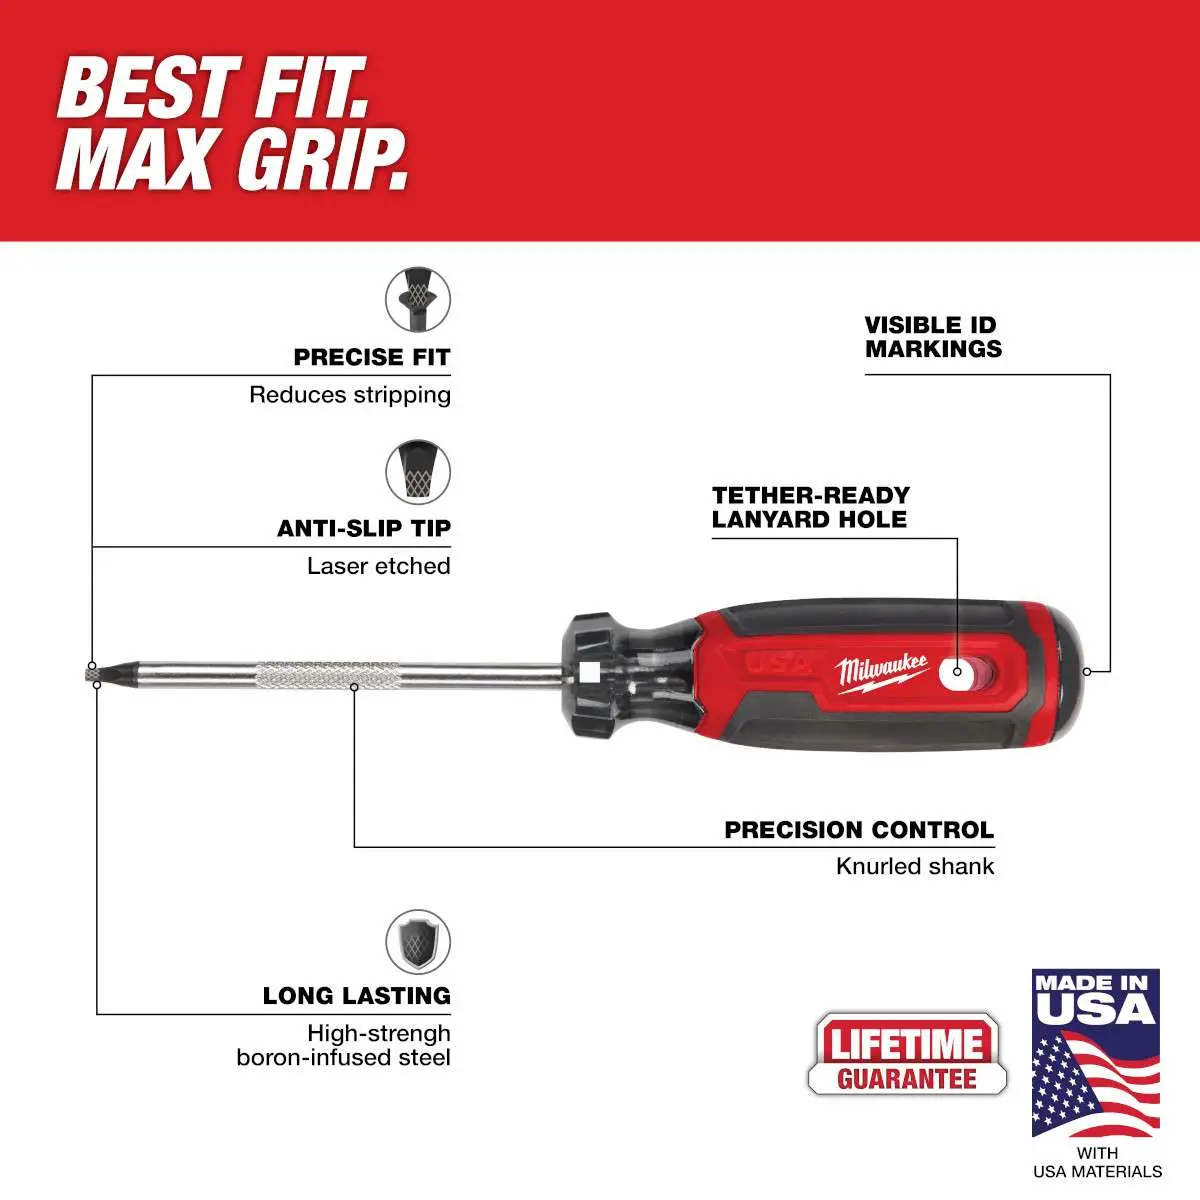 BEST FIT.
MAX GRIP.
PRECISE FIT
Reduces stripping
VISIBLE ID
MARKINGS
ANTI-SLIP TIP
Laser etched
TETHER-READY
LANYARD HOLE
USA
Milwaukee
PRECISION CONTROL
Knurled shank
LONG LASTING
High-strengh
boron-infused steel
LIFETIME
GUARANTEE
MADE IN
USA
WITH
USA MATERIALS